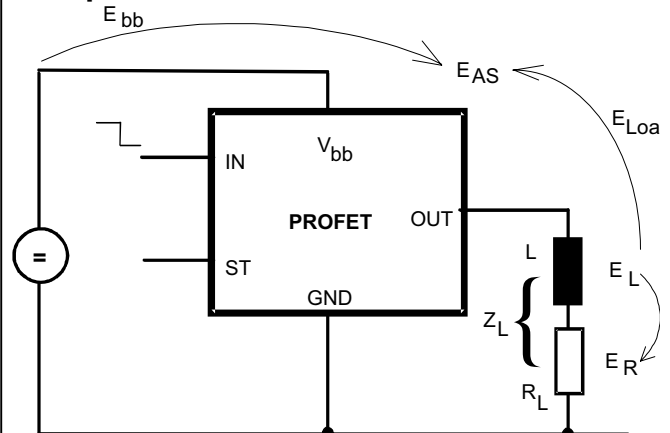 E bb
E AS
E Loa
V bb
IN
PROFET
OUT
L
=
ST
E L
GND
Z L {
E R
R L